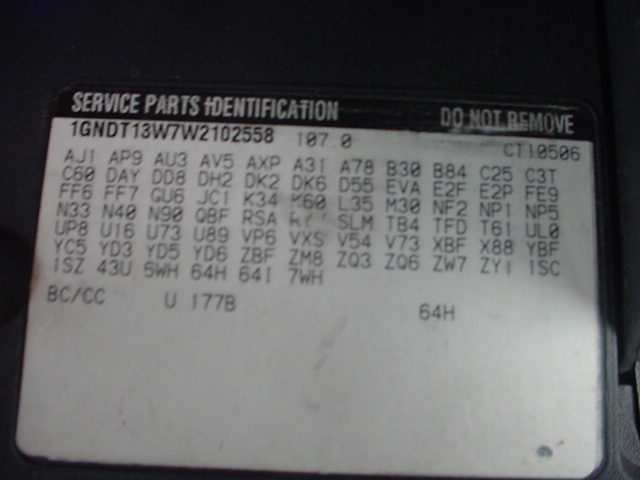 SERVICE PARTS IDENTIFICATION DO NOT REMOVE
1GNDT13W7W2102558 107 0 CT10506
AJ1 AP9 AU3 AV5 AXP A31 A78 B30 B84 C25 C3T
C60 DAY DD8 DH2 DK2 DK6 D55 EVA E2F E2P FE9
FF6 FF7 GU6 JC1 K34 K60 L35 M30 NF2 NP1 NP5
N33 N40 N90 QBF RSA SLM TB4 TFD T61 UL0
UP8 U16 U73 U89 VP6 VXS V54 V73 XBF X88 YBF
YC5 YD3 YD5 YD6 ZBF ZM8 ZQ3 ZQ6 ZW7 ZY1 1SC
1SZ 43U 6WH 64H 64I 7WH
BC/CC U 177B 64H